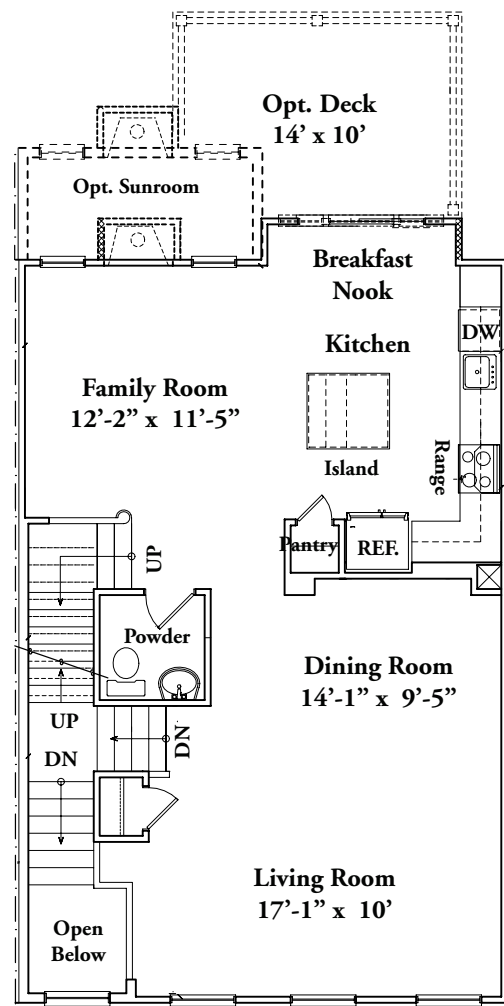 Opt. Deck
14’ x 10’
Opt. Sunroom
Breakfast
Nook
Kitchen
DW
Family Room
12’-2” x 11’-5”
Island
Range
Pantry
REF.
UP
Powder
Dining Room
14’-1” x 9’-5”
UP
DN
DN
Living Room
17’-1” x 10’
Open
Below